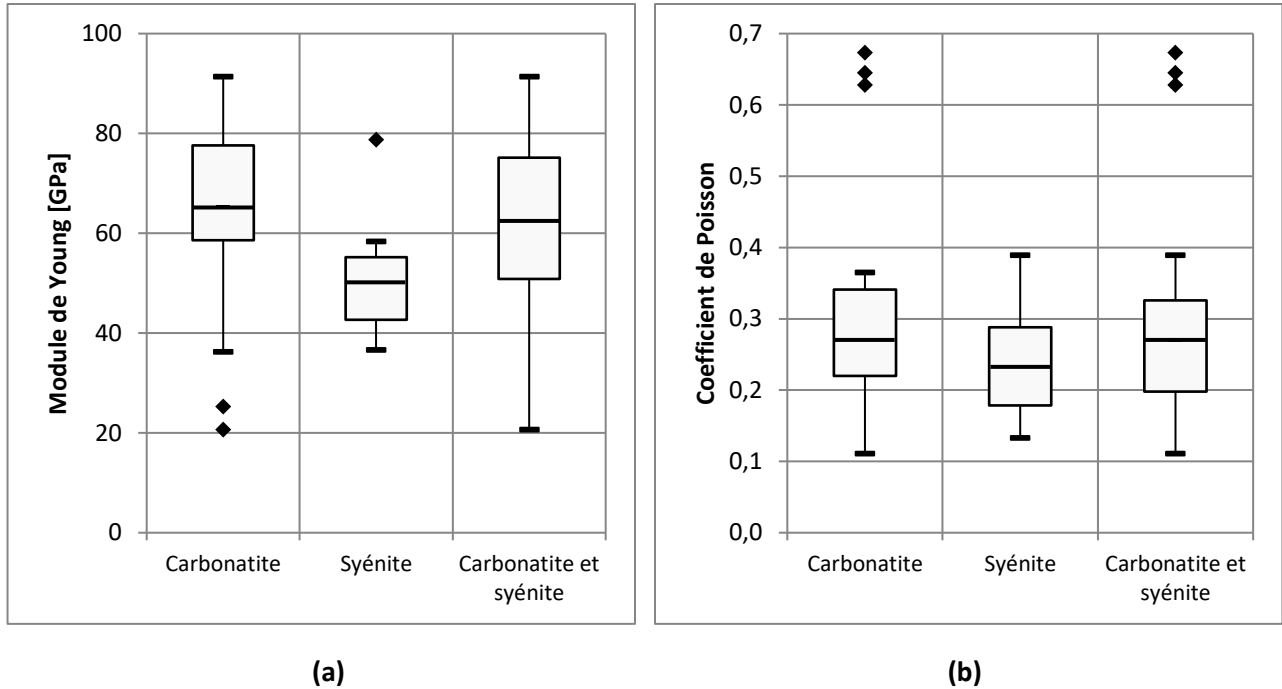 Module de Young [GPa]
100
80
60
40
20
0
Carbonatite
Syénite
Carbonatite et
syénite
(a)
Coefficient de Poisson
0,7
0,6
0,5
0,4
0,3
0,2
0,1
0,0
Carbonatite
Syénite
Carbonatite et
syénite
(b)